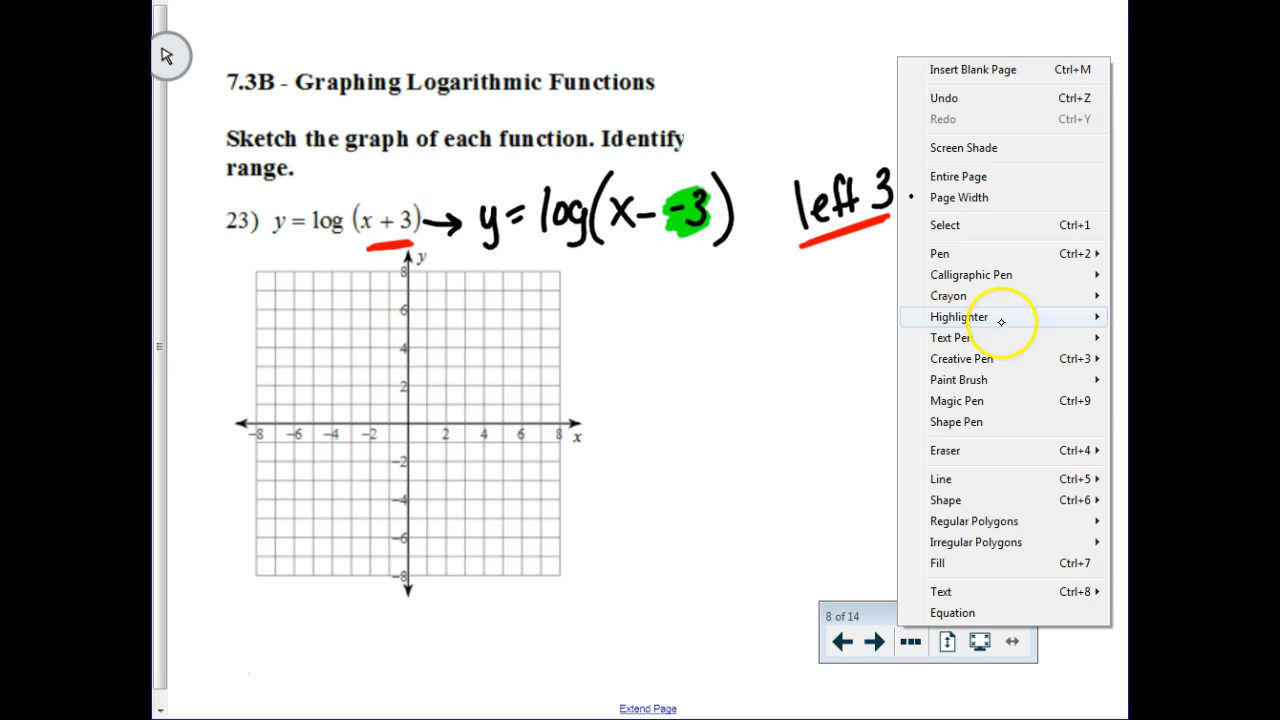 7.3B - Graphing Logarithmic Functions
Sketch the graph of each function. Identify
range.
23) y = log (x + 3) → y = log(x - -3) left 3
y
8
6
4
2
-8 -6 -4 -2 2 4 6 8 x
-2
-4
-6
-8
Insert Blank Page Ctrl+M
Undo Ctrl+Z
Redo Ctrl+Y
Screen Shade
Entire Page
• Page Width
Select Ctrl+1
Pen Ctrl+2
Calligraphic Pen
Crayon
Highlighter
Text Pen
Creative Pen Ctrl+3
Paint Brush
Magic Pen Ctrl+9
Shape Pen
Eraser Ctrl+4
Line Ctrl+5
Shape Ctrl+6
Regular Polygons
Irregular Polygons
Fill Ctrl+7
Text Ctrl+8
Equation
8 of 14
Extend Page